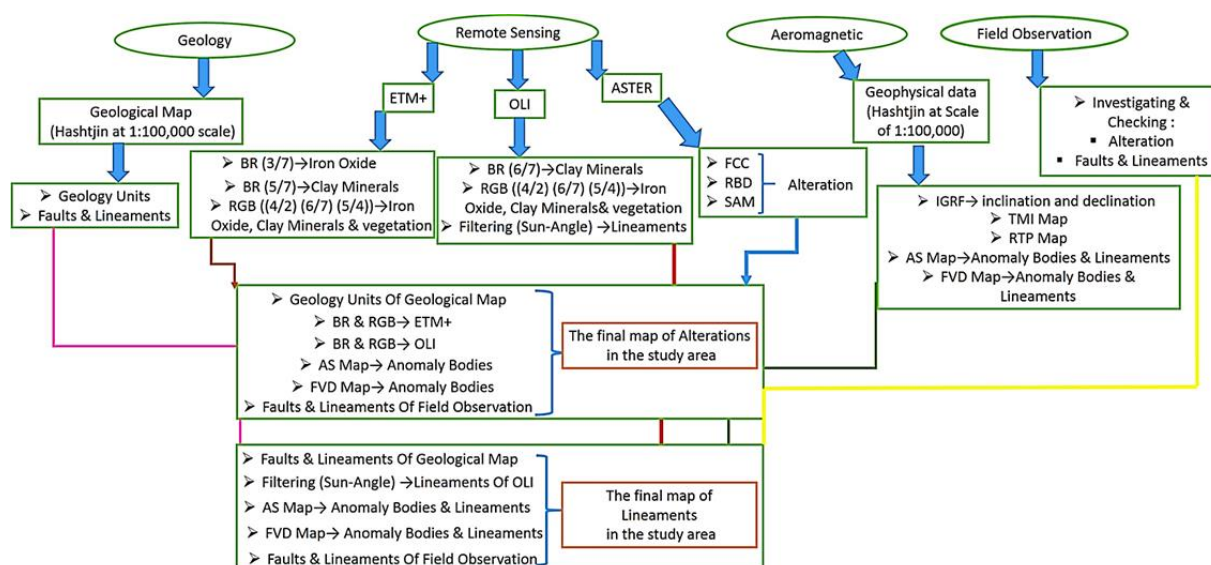 Geology
Remote Sensing
Aeromagnetic
Field Observation
ETM+
OLI
ASTER
Geological Map
(Hashtjin at 1:100,000 scale)
Geophysical data
(Hashtjin at Scale
of 1:100,000)
➢ Investigating &
Checking :
▪ Alteration
▪ Faults & Lineaments
➢ Geology Units
➢ Faults & Lineaments
➢ BR (3/7)→Iron Oxide
➢ BR (5/7)→Clay Minerals
➢ RGB ((4/2) (6/7) (5/4))→Iron
Oxide, Clay Minerals & vegetation
➢ BR (6/7)→Clay Minerals
➢ RGB ((4/2) (6/7) (5/4))→Iron
Oxide, Clay Minerals& vegetation
➢ Filtering (Sun-Angle) →Lineaments
➢ FCC
➢ RBD
➢ SAM
Alteration
➢ IGRF→ inclination and declination
➢ TMI Map
➢ RTP Map
➢ AS Map→Anomaly Bodies & Lineaments
➢ FVD Map→Anomaly Bodies &
Lineaments
➢ Geology Units Of Geological Map
➢ BR & RGB→ ETM+
➢ BR & RGB→ OLI
➢ AS Map→ Anomaly Bodies
➢ FVD Map→ Anomaly Bodies
➢ Faults & Lineaments Of Field Observation
The final map of Alterations
in the study area
➢ Faults & Lineaments Of Geological Map
➢ Filtering (Sun-Angle) →Lineaments Of OLI
➢ AS Map→ Anomaly Bodies & Lineaments
➢ FVD Map→ Anomaly Bodies & Lineaments
➢ Faults & Lineaments Of Field Observation
The final map of
Lineaments
in the study area